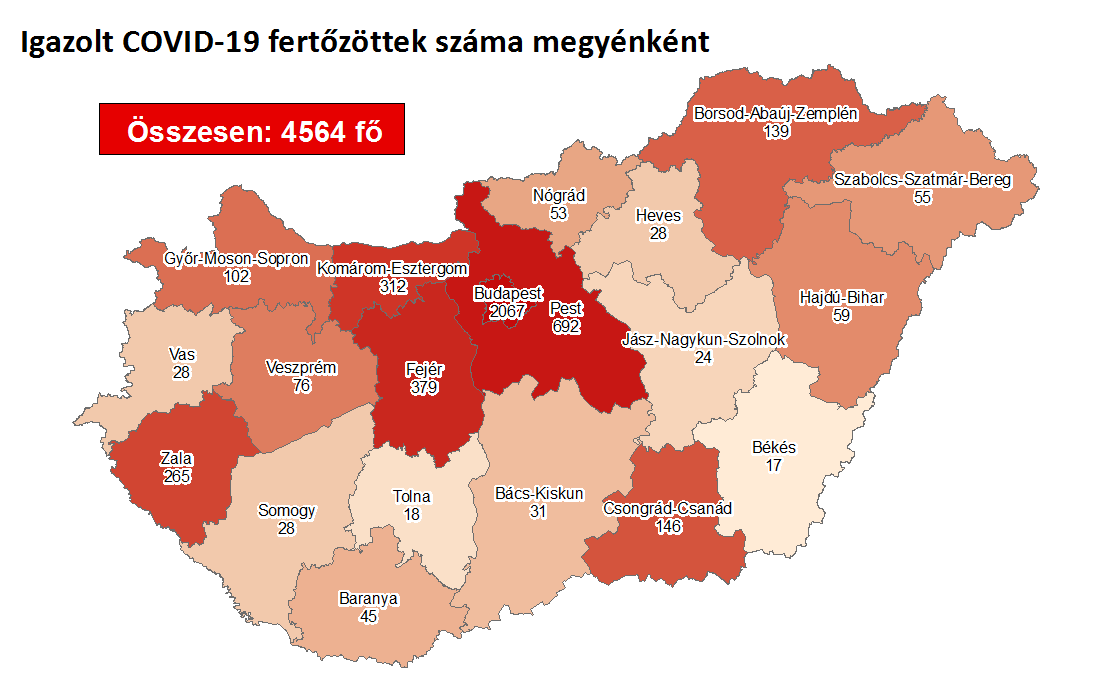 Igazolt COVID-19 fertőzöttek száma megyénként
Összesen: 4564 fő
Borsod-Abaúj-Zemplén
139
Szabolcs-Szatmár-Bereg
55
Nógrád
53
Heves
28
Győr-Moson-Sopron
102
Komárom-Esztergom
312
Budapest
2067
Pest
692
Hajdú-Bihar
59
Jász-Nagykun-Szolnok
24
Vas
28
Veszprém
76
Fejér
379
Békés
17
Zala
265
Tolna
18
Bács-Kiskun
31
Csongrád-Csanád
146
Somogy
28
Baranya
45